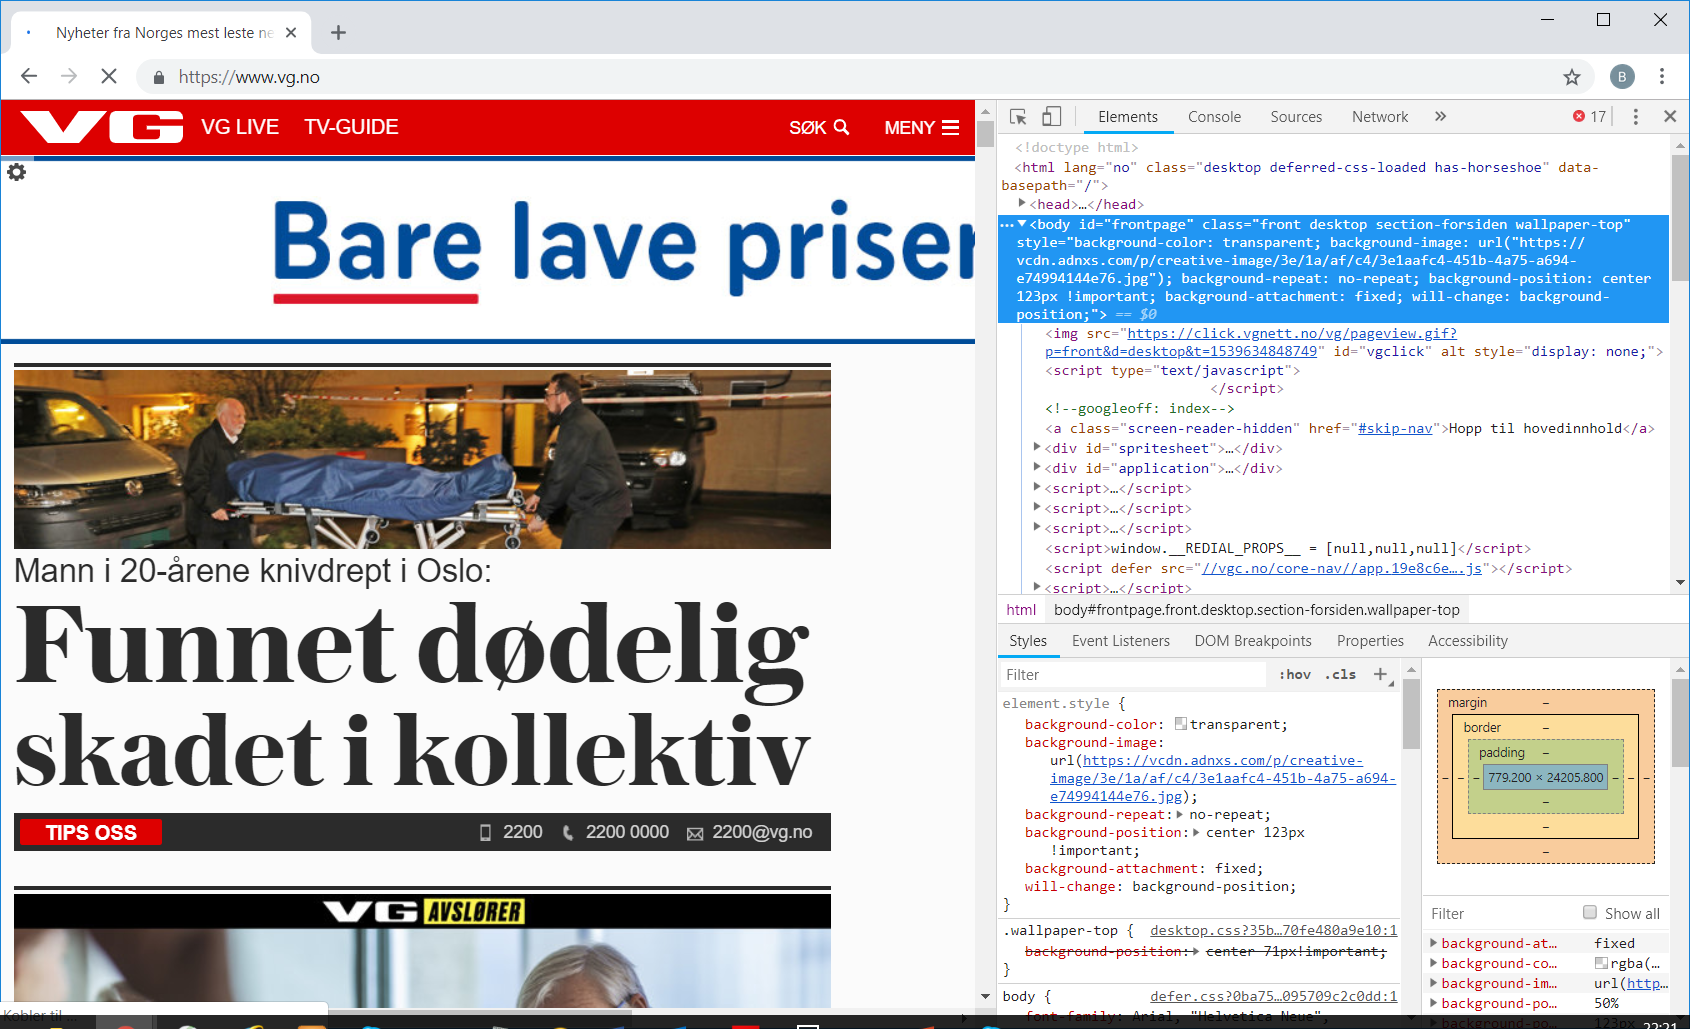 Nyheter fra Norges mest leste ne
https://www.vg.no
B
VG VG LIVE TV-GUIDE SØK MENY
Bare lave priser
Mann i 20-årene knivdrept i Oslo:
Funnet dødelig
skadet i kollektiv
TIPS OSS 2200 2200 0000 2200@vg.no
VG AVSLØRER
Kobler til ...
Elements Console Sources Network » 17
<!doctype html>
<html lang="no" class="desktop deferred-css-loaded has-horseshoe" data-
basepath="/">
<head>…</head>
…<body id="frontpage" class="front desktop section-forsiden wallpaper-top"
style="background-color: transparent; background-image: url("https://
vcdn.adnxs.com/p/creative-image/3e/1a/af/c4/3e1aafc4-451b-4a75-a694-
e74994144e76.jpg"); background-repeat: no-repeat; background-position: center
123px !important; background-attachment: fixed; will-change: background-
position;"> == $0
<img src="https://click.vgnett.no/vg/pageview.gif?
p=front&d=desktop&t=1539634848749" id="vgclick" alt style="display: none;">
<script type="text/javascript">
</script>
<!--googleoff: index-->
<a class="screen-reader-hidden" href="#skip-nav">Hopp til hovedinnhold</a>
<div id="spritesheet">…</div>
<div id="application">…</div>
<script>…</script>
<script>…</script>
<script>…</script>
<script>window.__REDIAL_PROPS__ = [null,null,null]</script>
<script defer src="//vgc.no/core-nav//app.19e8c6e….js"></script>
<script>…</script>
html body#frontpage.front.desktop.section-forsiden.wallpaper-top
Styles Event Listeners DOM Breakpoints Properties Accessibility
Filter :hov .cls +
element.style {
background-color: transparent;
background-image:
url(https://vcdn.adnxs.com/p/creative-
image/3e/1a/af/c4/3e1aafc4-451b-4a75-a694-
e74994144e76.jpg);
background-repeat: no-repeat;
background-position: center 123px
!important;
background-attachment: fixed;
will-change: background-position;
}
.wallpaper-top { desktop.css?35b…70fe480a9e10:1
background-position: center 71px!important;
}
body { defer.css?0ba75…095709c2c0dd:1
font-family: Arial, "Helvetica Neue",
margin –
border –
padding –
– – – 779.200 × 24205.800 – – –
–
–
–
Filter Show all
background-at… fixed
background-co… rgba(…
background-im… url(http…
background-po… 50%
background-po… 123px
22:21